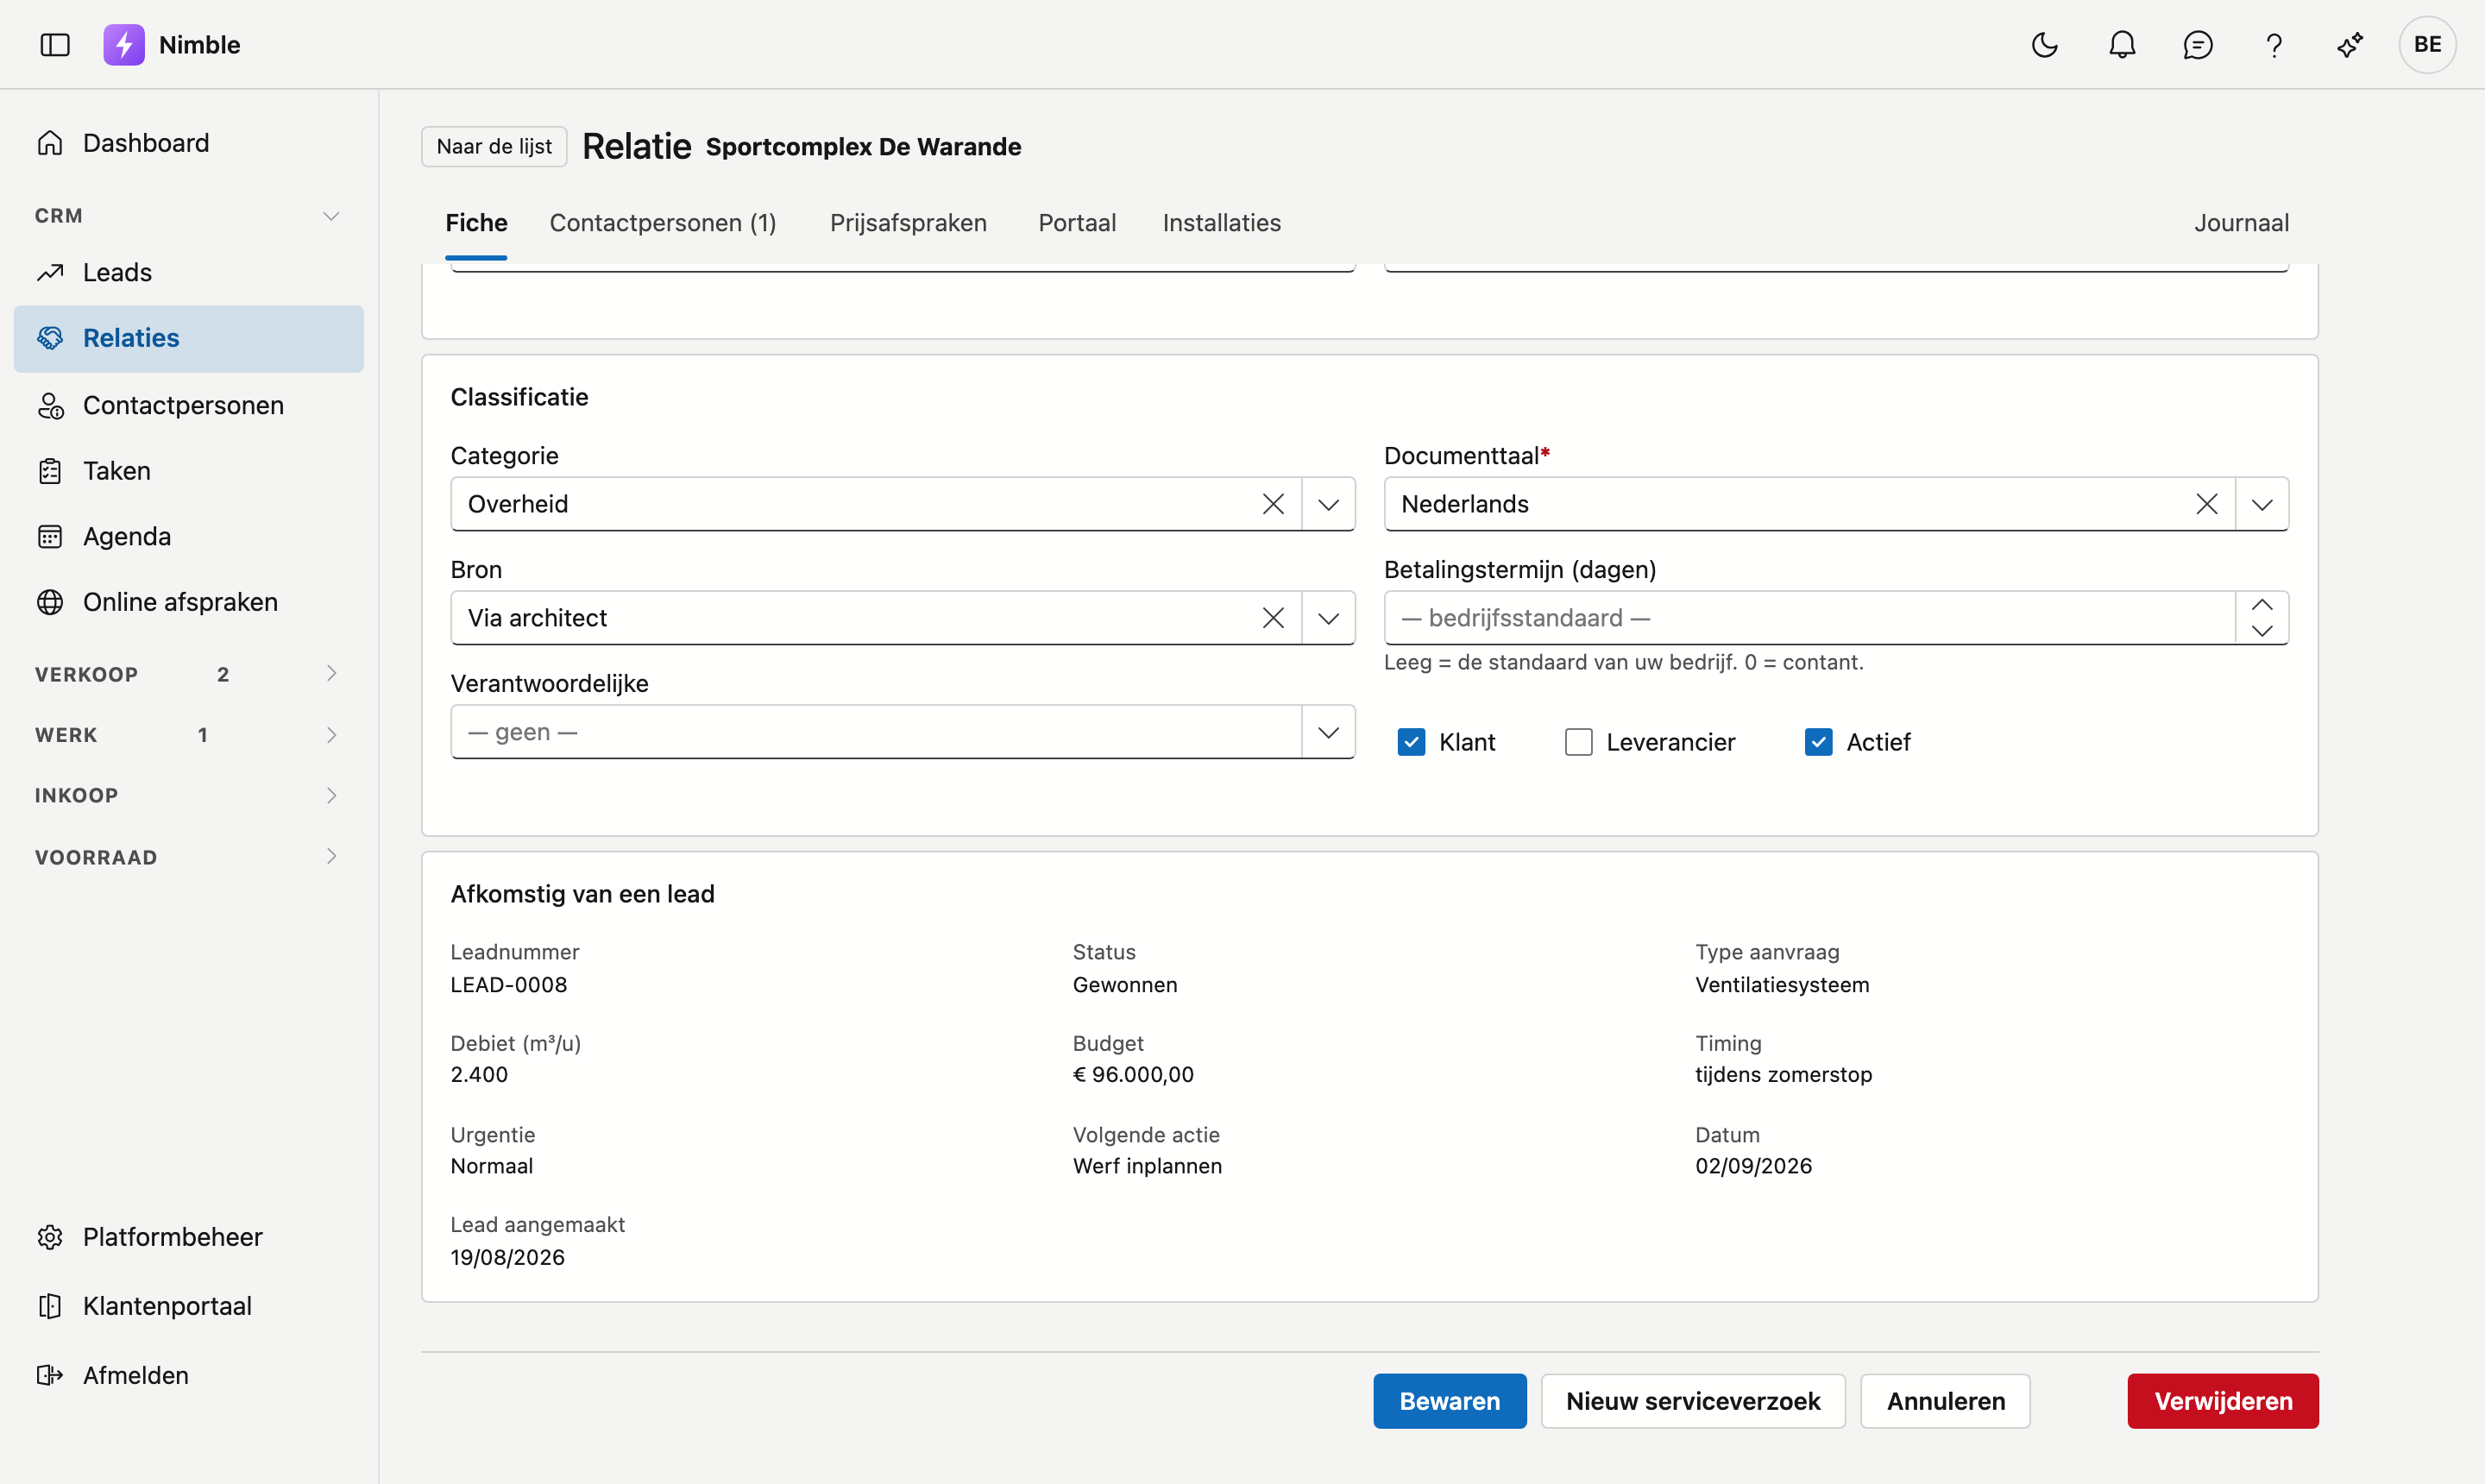 Nimble
BE
Dashboard
CRM
Leads
Relaties
Contactpersonen
Taken
Agenda
Online afspraken
VERKOOP 2
WERK 1
INKOOP
VOORRAAD
Platformbeheer
Klantenportaal
Afmelden
Naar de lijst Relatie Sportcomplex De Warande
Fiche Contactpersonen (1) Prijsafspraken Portaal Installaties Journaal
Classificatie
Categorie
Overheid
Documenttaal*
Nederlands
Bron
Via architect
Betalingstermijn (dagen)
— bedrijfsstandaard —
Leeg = de standaard van uw bedrijf. 0 = contant.
Verantwoordelijke
— geen —
Klant Leverancier Actief
Afkomstig van een lead
Leadnummer Status Type aanvraag
LEAD-0008 Gewonnen Ventilatiesysteem
Debiet (m³/u) Budget Timing
2.400 € 96.000,00 tijdens zomerstop
Urgentie Volgende actie Datum
Normaal Werf inplannen 02/09/2026
Lead aangemaakt
19/08/2026
Bewaren Nieuw serviceverzoek Annuleren Verwijderen